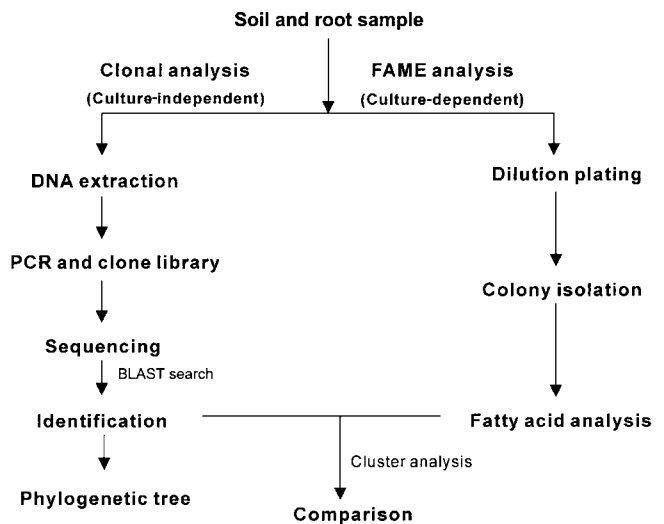 Soil and root sample
Clonal analysis
(Culture-independent)
FAME analysis
(Culture-dependent)
DNA extraction
PCR and clone library
Sequencing
BLAST search
Identification
Phylogenetic tree
Dilution plating
Colony isolation
Fatty acid analysis
Cluster analysis
Comparison